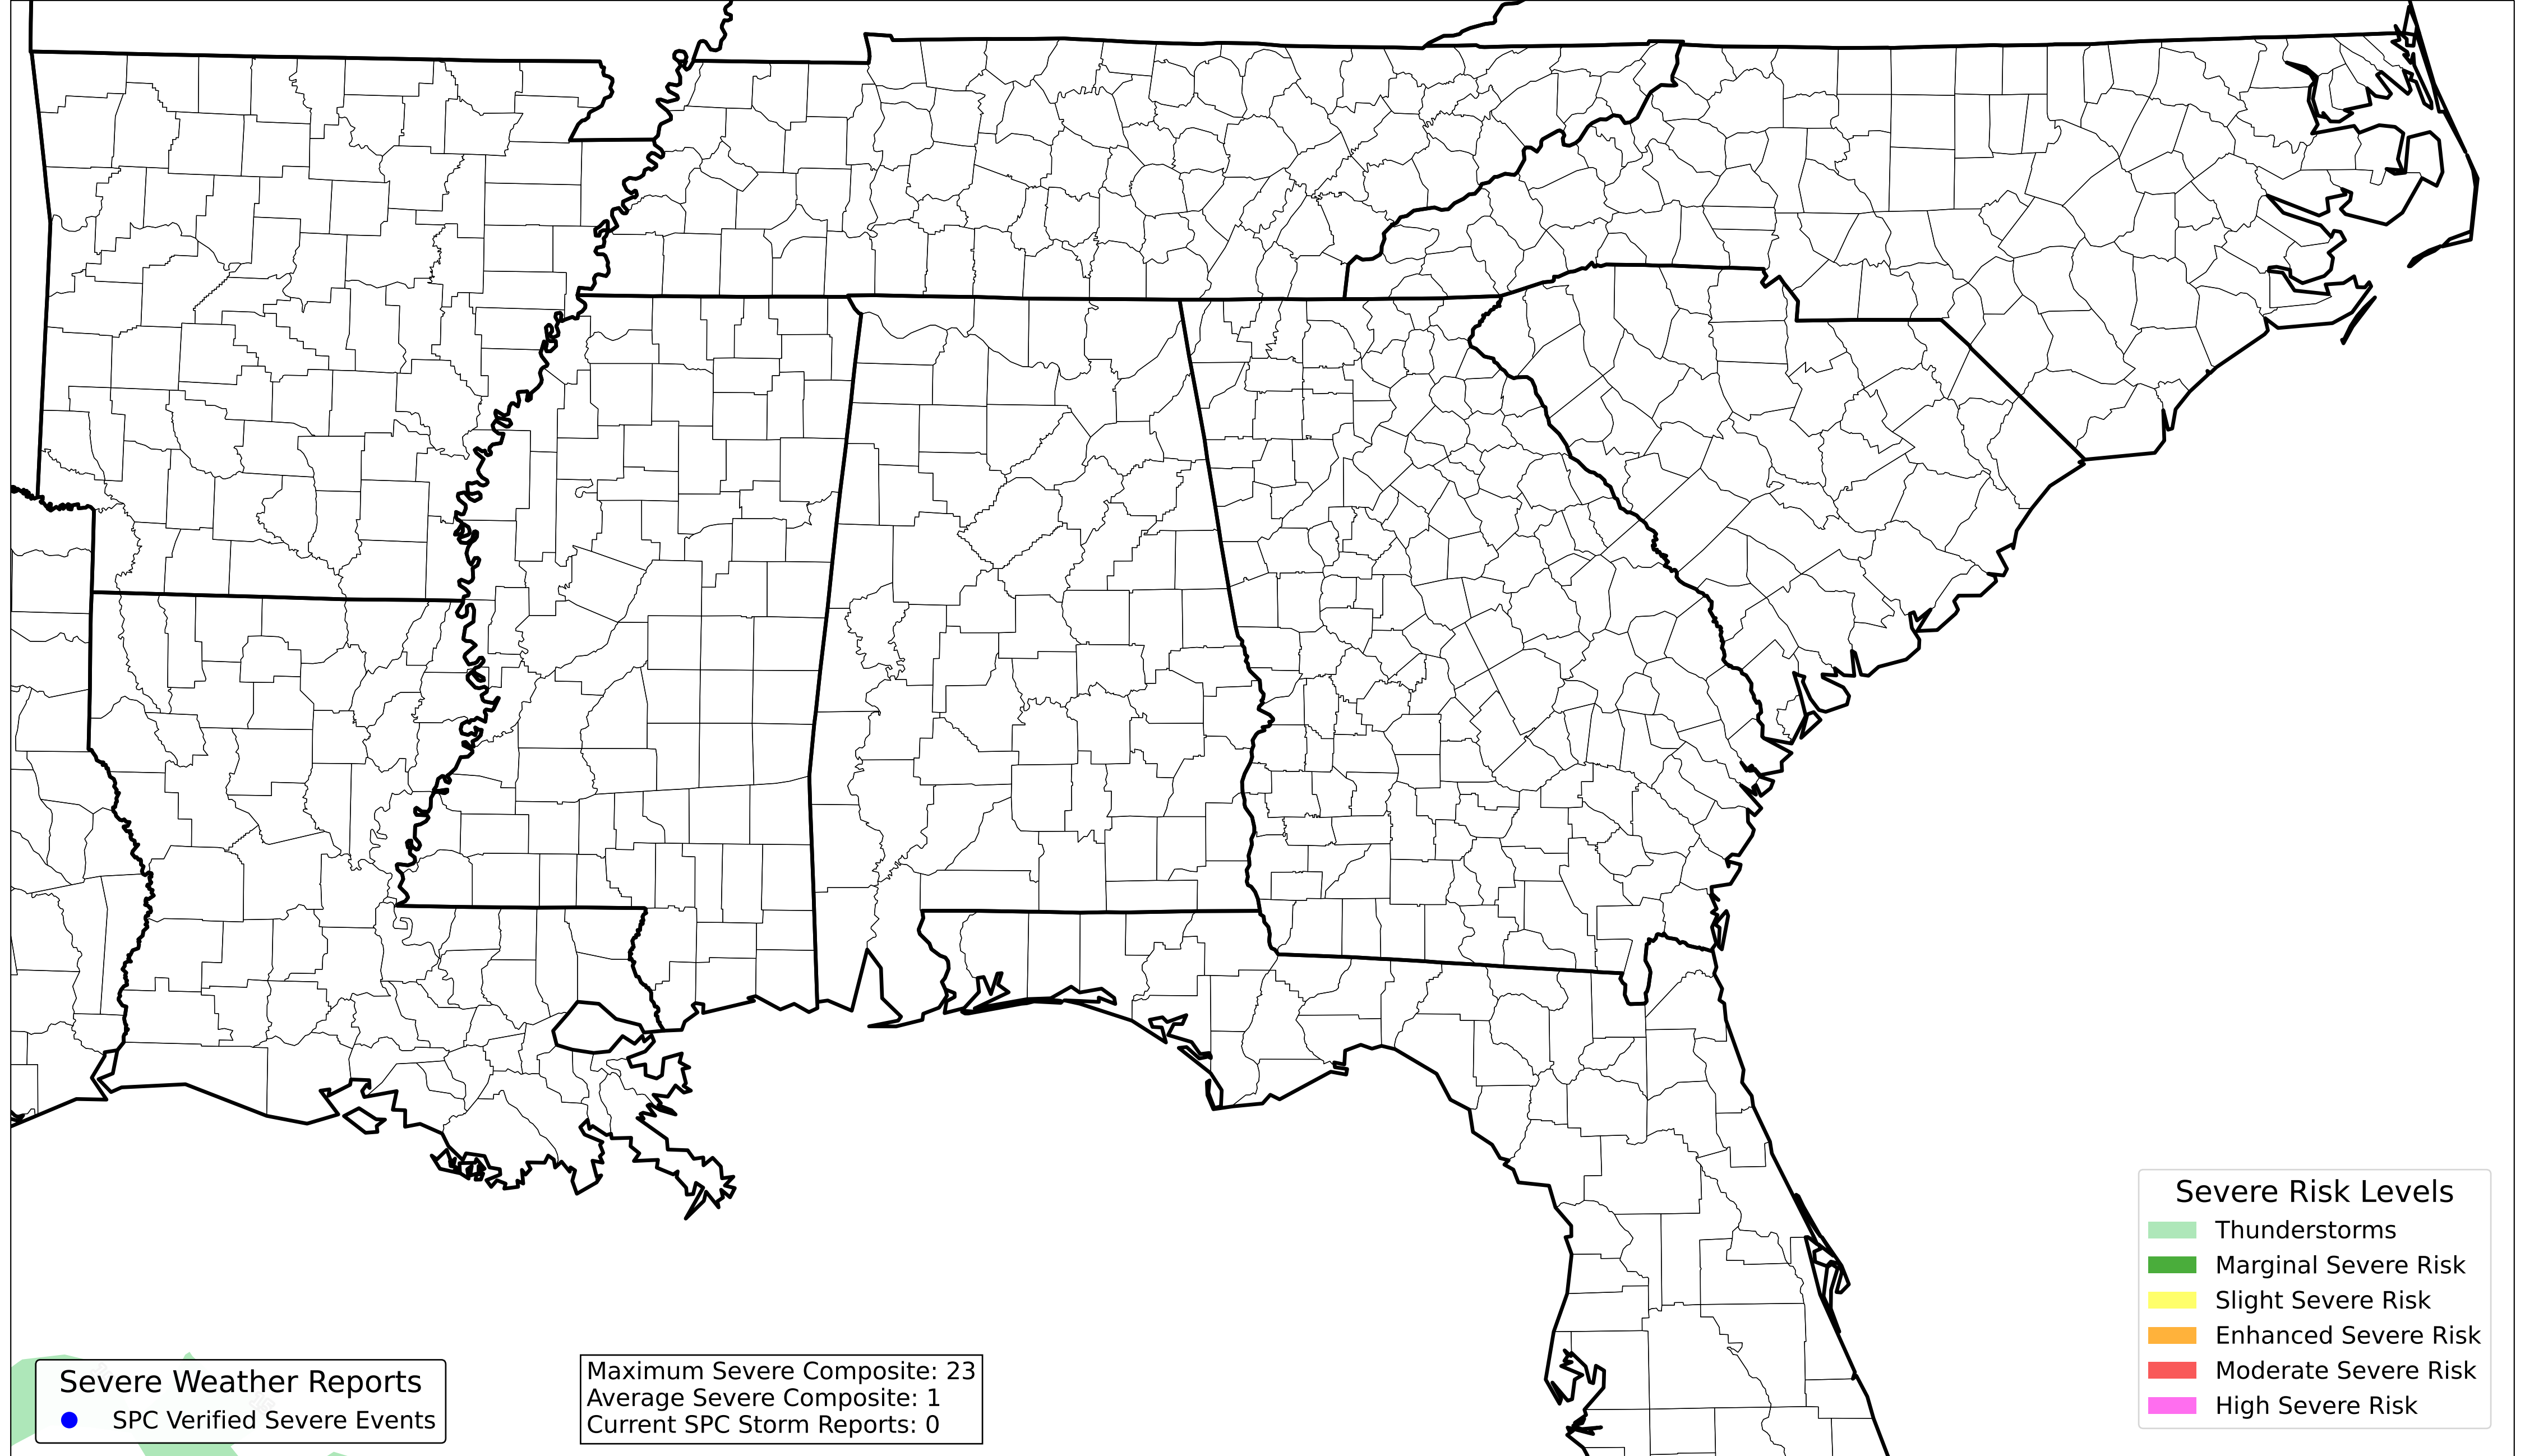 Severe Weather Reports
SPC Verified Severe Events
Maximum Severe Composite: 23
Average Severe Composite: 1
Current SPC Storm Reports: 0
Severe Risk Levels
Thunderstorms
Marginal Severe Risk
Slight Severe Risk
Enhanced Severe Risk
Moderate Severe Risk
High Severe Risk